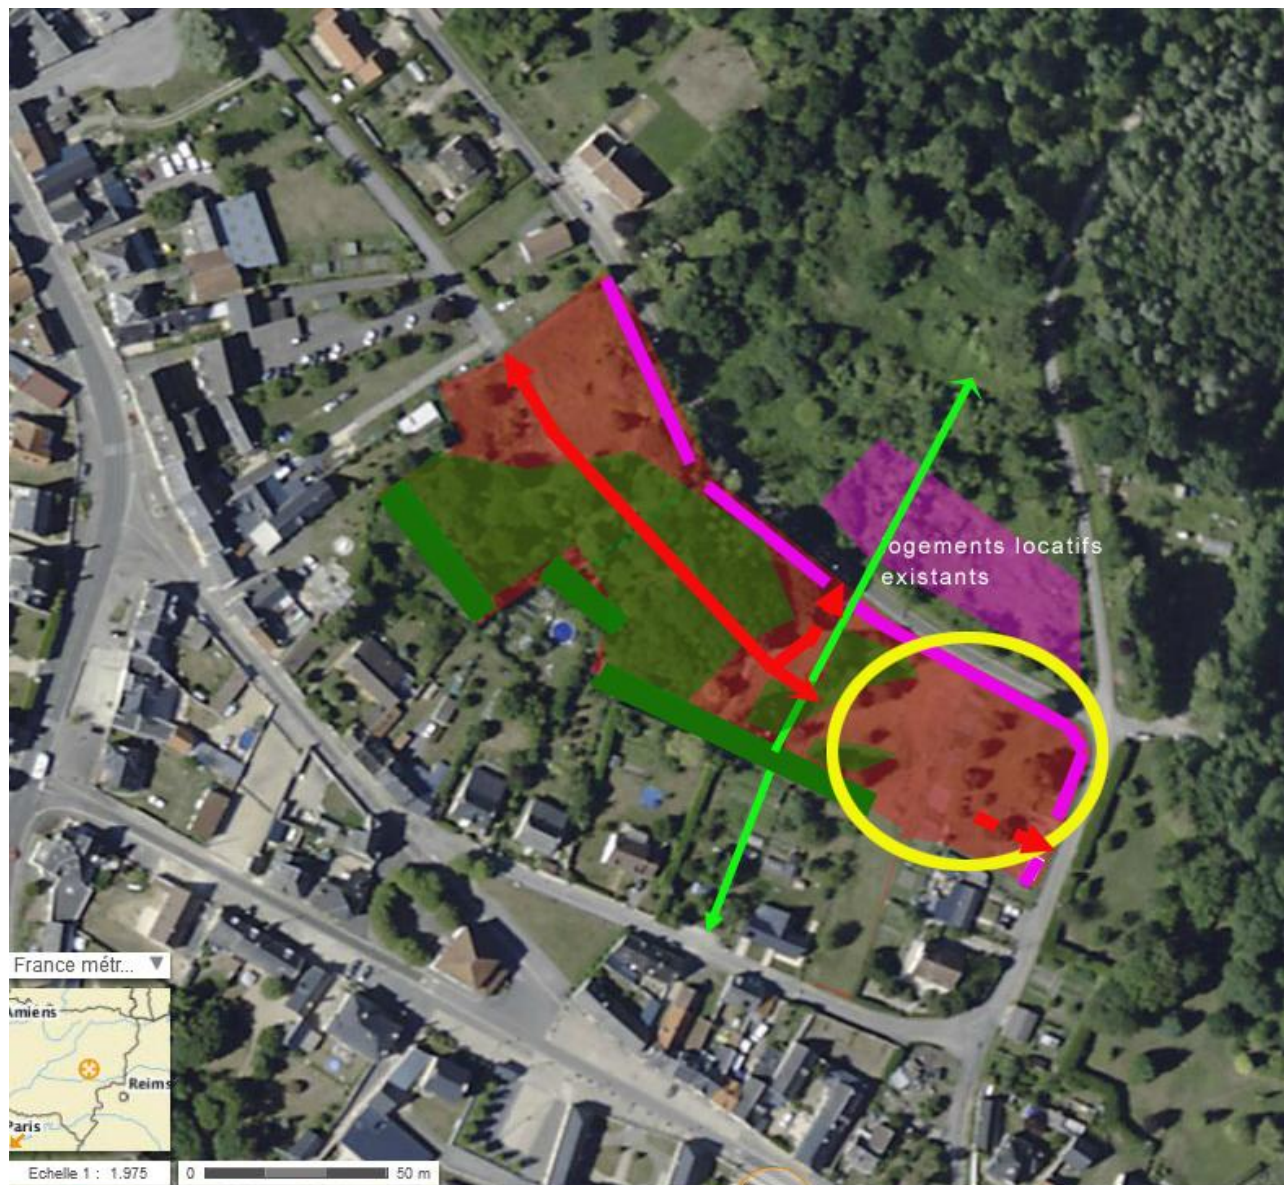 ogements locatifs
existants
France métr... ▼
Amiens
Reims
Paris
Echelle 1 : 1.975
0 50 m